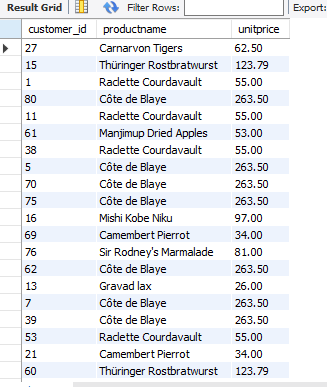 Result Grid Filter Rows: Export:
customer_id productname unitprice
27 Carnarvon Tigers 62.50
15 Thüringer Rostbratwurst 123.79
1 Raclette Courdavault 55.00
80 Côte de Blaye 263.50
11 Raclette Courdavault 55.00
61 Manjimup Dried Apples 53.00
38 Raclette Courdavault 55.00
5 Côte de Blaye 263.50
70 Côte de Blaye 263.50
75 Côte de Blaye 263.50
16 Mishi Kobe Niku 97.00
69 Camembert Pierrot 34.00
76 Sir Rodney's Marmalade 81.00
62 Côte de Blaye 263.50
13 Gravad lax 26.00
7 Côte de Blaye 263.50
39 Côte de Blaye 263.50
53 Raclette Courdavault 55.00
21 Camembert Pierrot 34.00
60 Thüringer Rostbratwurst 123.79